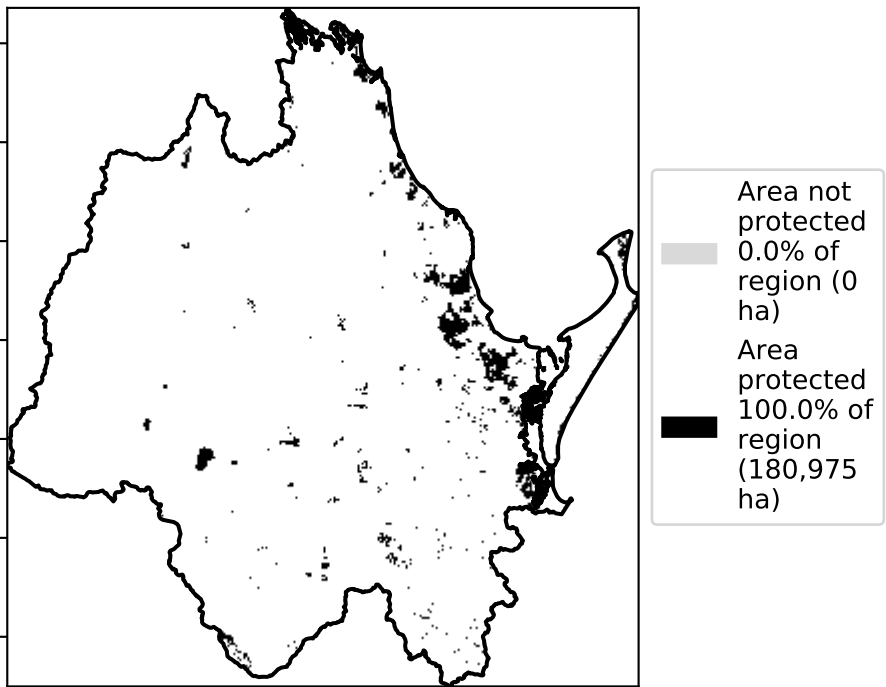 Area not
protected
0.0% of
region (0
ha)
Area
protected
100.0% of
region
(180,975
ha)